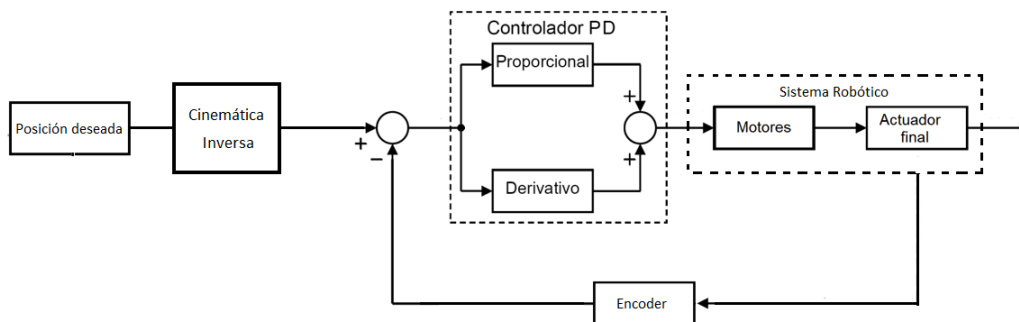 Controlador PD
Proporcional
Sistema Robótico
Posición deseada
Cinemática
Inversa
+
−
+
+
Motores
Actuador
final
Derivativo
Encoder